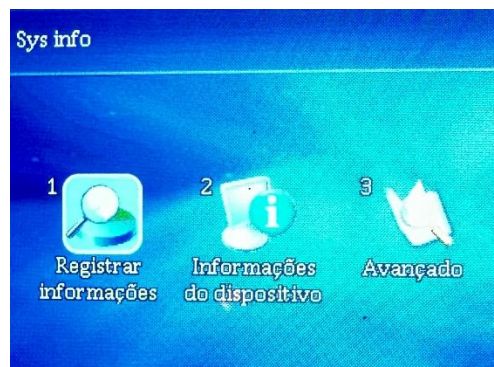 Sys info
1
2
3
Registrar
informações
Informações
do dispositivo
Avançado